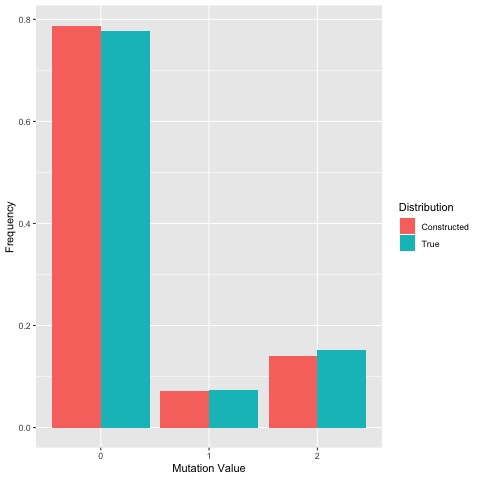 0.8
0.6
0.4
0.2
0.0
Frequency
0 1 2
Mutation Value
Distribution
Constructed
True